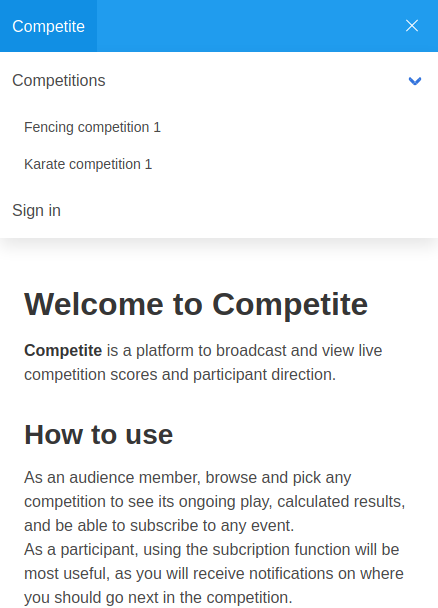 Competite
Competitions
Fencing competition 1
Karate competition 1
Sign in
Welcome to Competite
Competite is a platform to broadcast and view live
competition scores and participant direction.
How to use
As an audience member, browse and pick any
competition to see its ongoing play, calculated results,
and be able to subscribe to any event.
As a participant, using the subcription function will be
most useful, as you will receive notifications on where
you should go next in the competition.